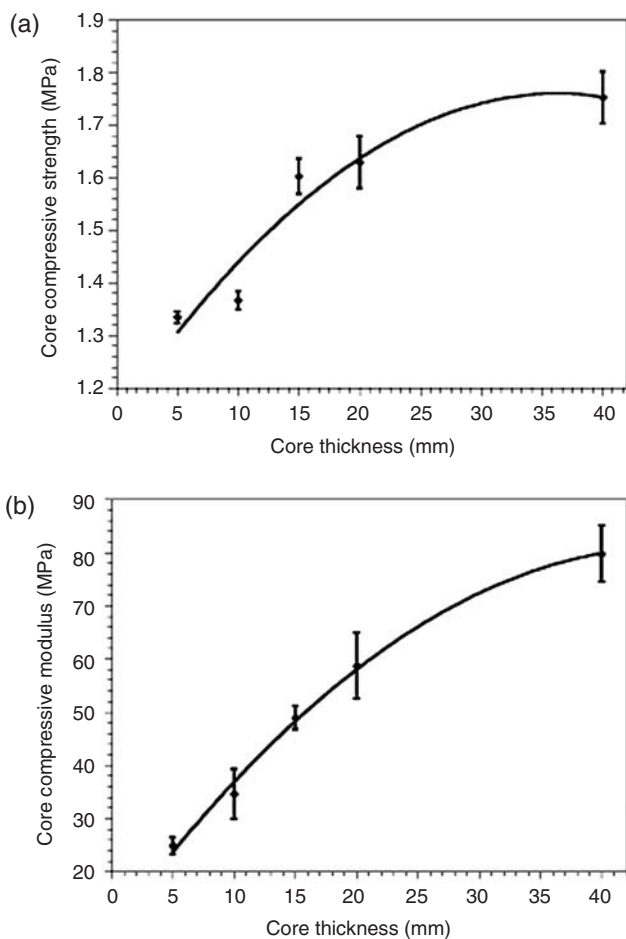 (a)
Core compressive strength (MPa)
1.9
1.8
1.7
1.6
1.5
1.4
1.3
1.2
0 5 10 15 20 25 30 35 40
Core thickness (mm)
(b)
Core compressive modulus (MPa)
90
80
70
60
50
40
30
20
0 5 10 15 20 25 30 35 40
Core thickness (mm)